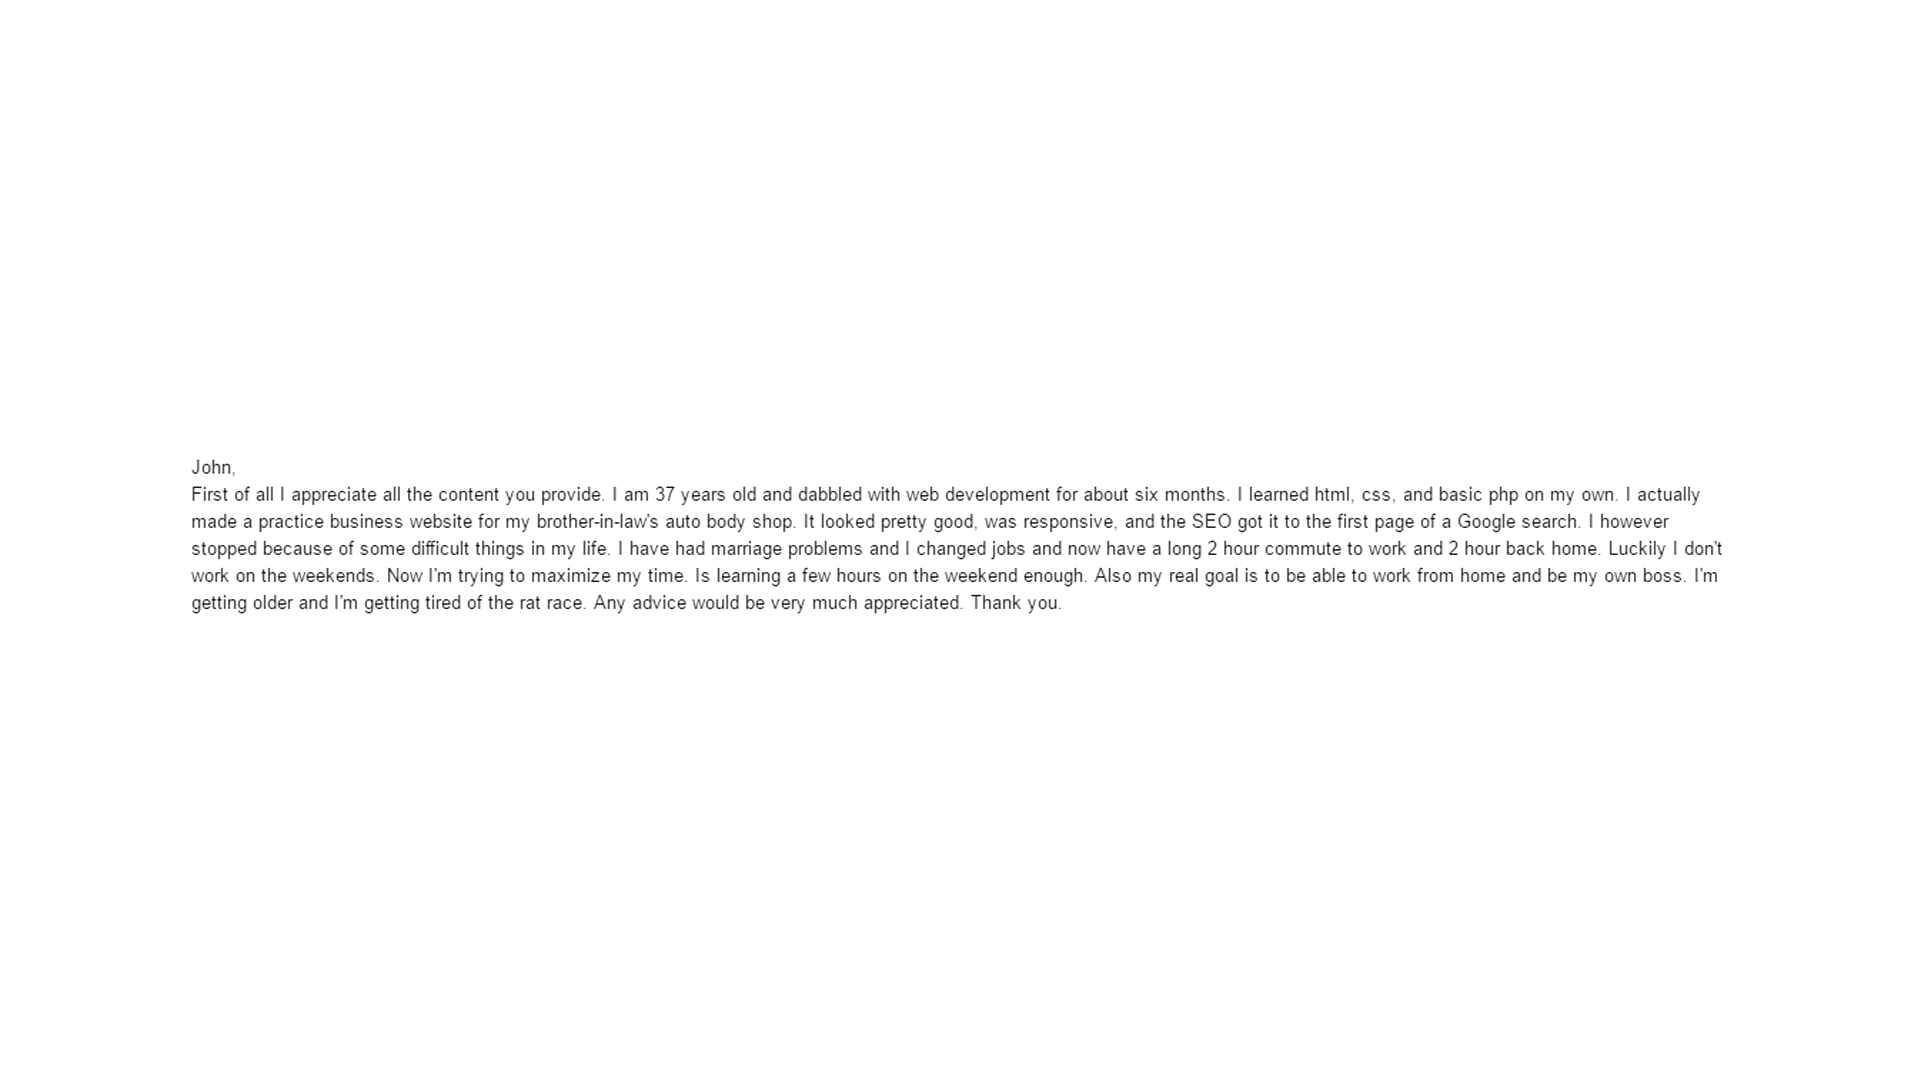 John,
First of all I appreciate all the content you provide. I am 37 years old and dabbled with web development for about six months. I learned html, css, and basic php on my own. I actually
made a practice business website for my brother-in-law's auto body shop. It looked pretty good, was responsive, and the SEO got it to the first page of a Google search. I however
stopped because of some difficult things in my life. I have had marriage problems and I changed jobs and now have a long 2 hour commute to work and 2 hour back home. Luckily I don't
work on the weekends. Now I'm trying to maximize my time. Is learning a few hours on the weekend enough. Also my real goal is to be able to work from home and be my own boss. I'm
getting older and I'm getting tired of the rat race. Any advice would be very much appreciated. Thank you.